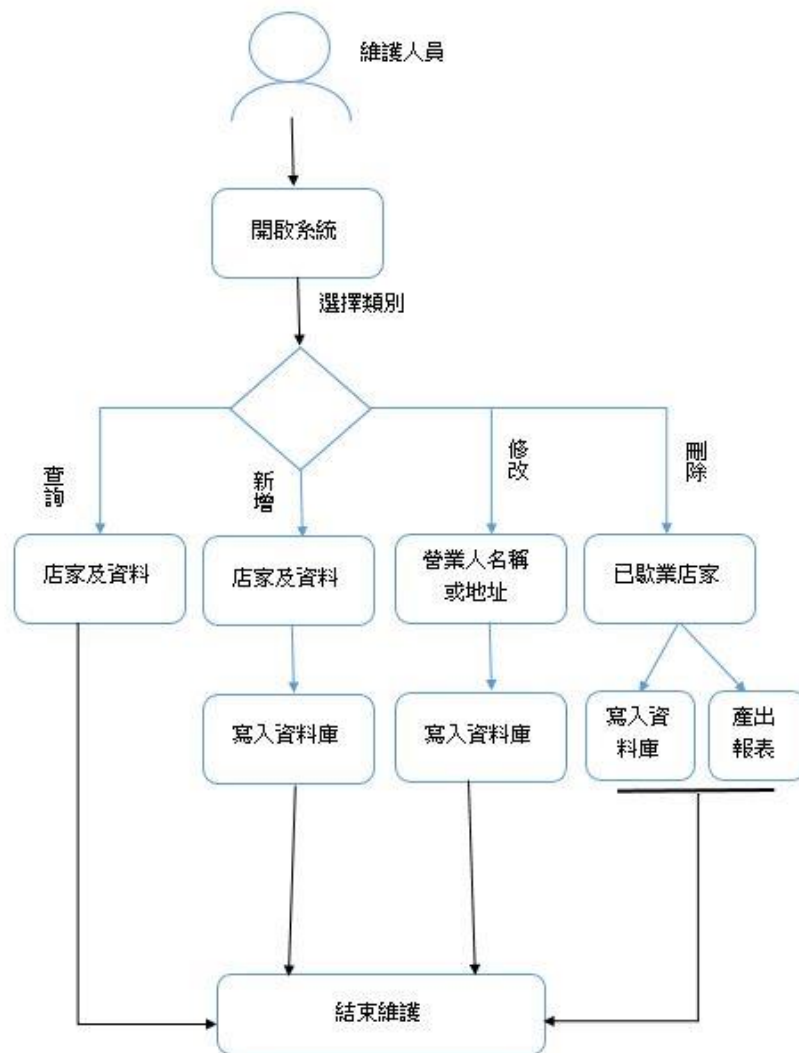 維護人員
開啟系統
選擇類別
查詢
新增
修改
刪除
店家及資料
店家及資料
營業人名稱
或地址
已歇業店家
寫入資料庫
寫入資料庫
寫入資
料庫
產出
報表
結束維護